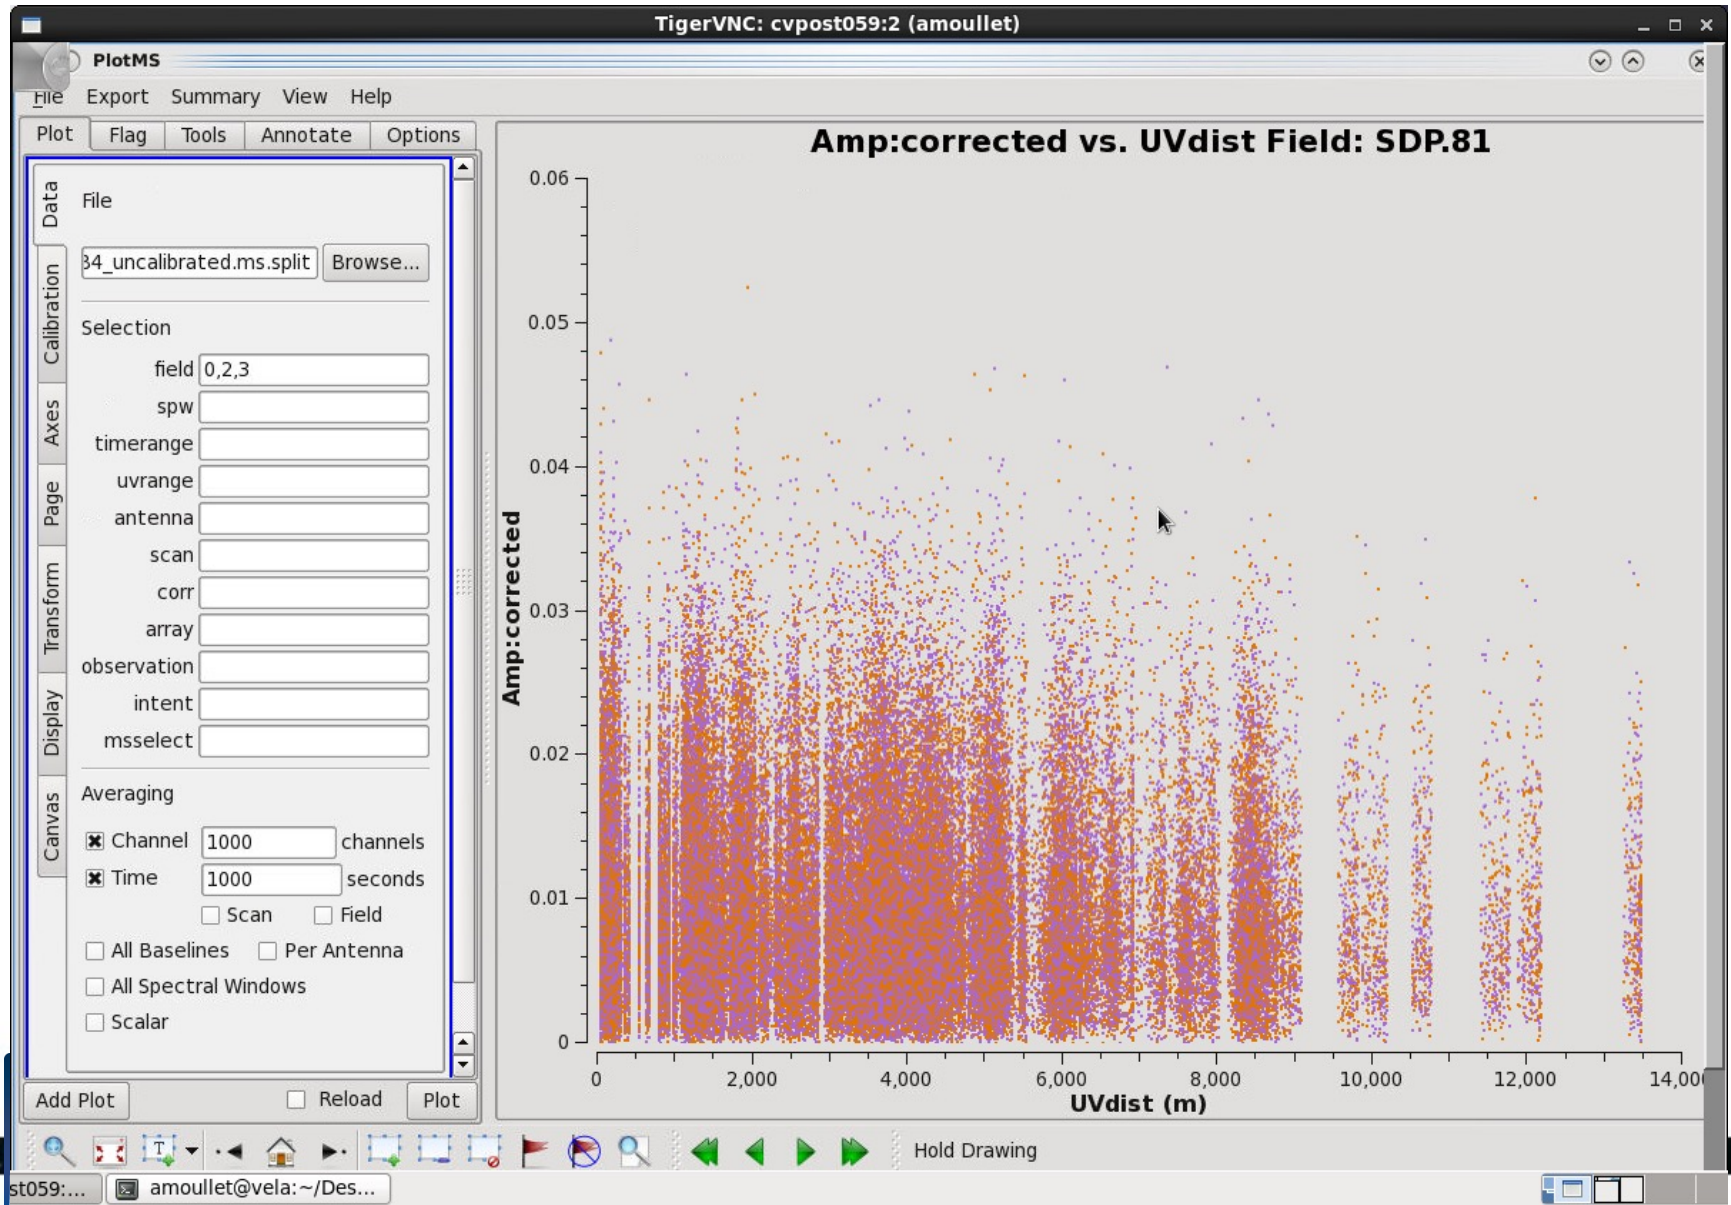 TigerVNC: cvpost059:2 (amoullet)
PlotMS
File Export Summary View Help
Plot Flag Tools Annotate Options
Data
Calibration
Axes
Page
Transform
Display
Canvas
File
34_uncalibrated.ms.split Browse...
Selection
field 0,2,3
spw
timerange
uvrange
antenna
scan
corr
array
observation
intent
msselect
Averaging
Channel 1000 channels
Time 1000 seconds
Scan Field
All Baselines Per Antenna
All Spectral Windows
Scalar
Add Plot Reload Plot
Amp:corrected vs. UVdist Field: SDP.81
Amp:corrected
0.06
0.05
0.04
0.03
0.02
0.01
0
0 2,000 4,000 6,000 8,000 10,000 12,000 14,000
UVdist (m)
T
Hold Drawing
st059:... amoullet@vela:~/Des...